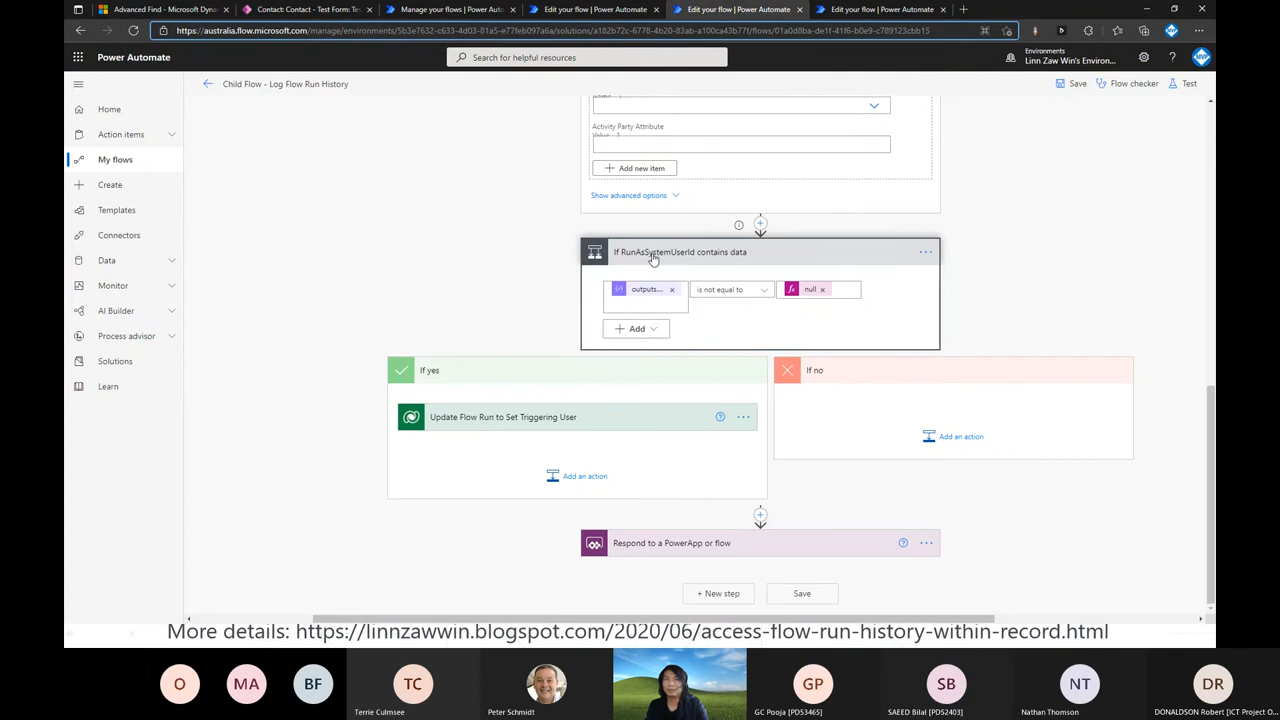 Advanced Find - Microsoft Dyna
Contact: Contact - Test Form: Tes
Manage your flows | Power Auto
Edit your flow | Power Automate
Edit your flow | Power Automate
Edit your flow | Power Automate
https://australia.flow.microsoft.com/manage/environments/5b3e7632-c633-4d03-81a5-e77feb097a6a/solutions/a182b72c-6778-4b20-83ab-a100ca43b77f/flows/01a0d8ba-de1f-41f6-b0e9-c789123cbb15
Power Automate
Search for helpful resources
Environments
Linn Zaw Win's Environ...
Child Flow - Log Flow Run History
Save
Flow checker
Test
Home
Action items
My flows
Create
Templates
Connectors
Data
Monitor
AI Builder
Process advisor
Solutions
Learn
Activity Party Attribute
Add new item
Show advanced options
If RunAsSystemUserId contains data
outputs...
is not equal to
null
Add
If yes
Update Flow Run to Set Triggering User
Add an action
If no
Add an action
Respond to a PowerApp or flow
+ New step
Save
More details: https://linnzawwin.blogspot.com/2020/06/access-flow-run-history-within-record.html
O
MA
BF
TC
Terrie Culmsee
Peter Schmidt
GP
GC Pooja [PD53465]
SB
SAEED Bilal [PD52403]
NT
Nathan Thomson
DR
DONALDSON Robert [ICT Project O...